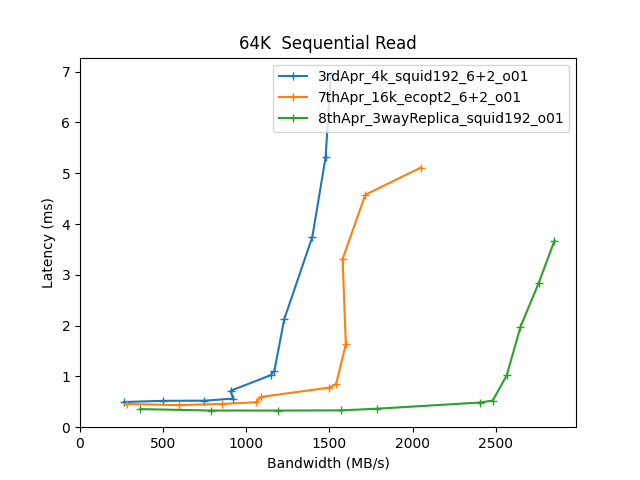 64K  Sequential Read
3rdApr_4k_squid192_6+2_o01
7thApr_16k_ecopt2_6+2_o01
8thApr_3wayReplica_squid192_o01
Latency (ms)
7
6
5
4
3
2
1
0
0 500 1000 1500 2000 2500
Bandwidth (MB/s)